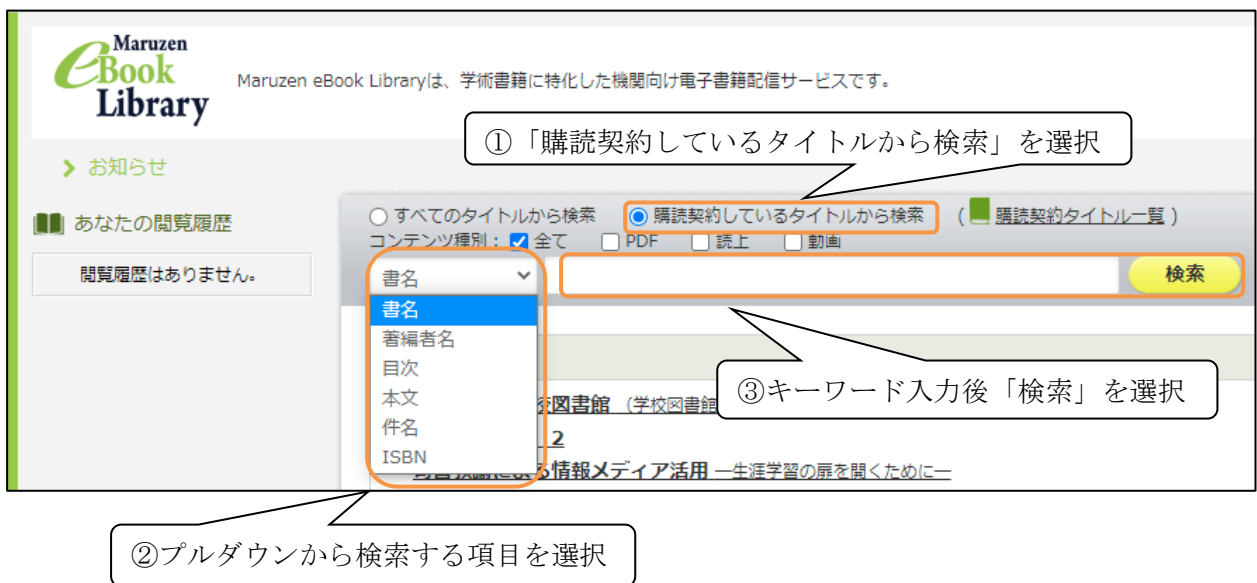 Maruzen
eBook
Library
Maruzen eBook Libraryは、学術書籍に特化した機関向け電子書籍配信サービスです。
①「購読契約しているタイトルから検索」を選択
お知らせ
あなたの閲覧履歴
閲覧履歴はありません。
すべてのタイトルから検索 購読契約しているタイトルから検索 ( 購読契約タイトル一覧 )
コンテンツ種別： 全て PDF 読上 動画
書名 検索
書名
著編者名
目次
本文
件名
ISBN
③キーワード入力後「検索」を選択
図書館 （学校図書館
2
る情報メディア活用 ―生涯学習の扉を開くために―
②プルダウンから検索する項目を選択